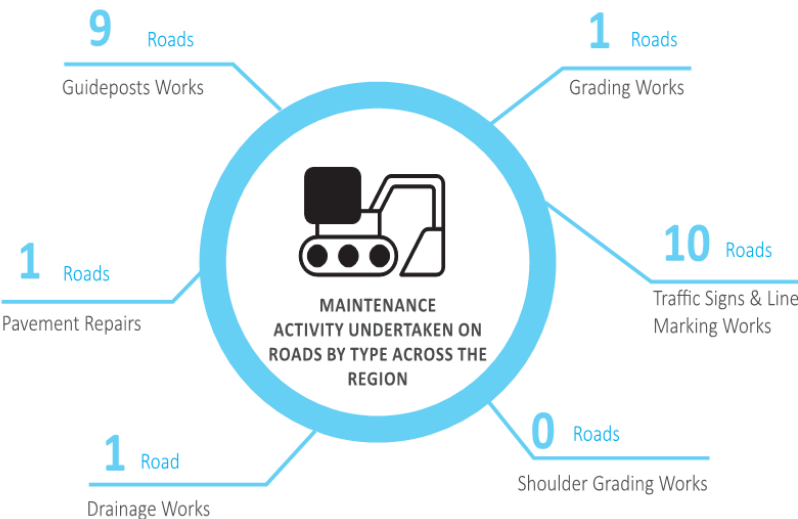 9 Roads
Guideposts Works
1 Roads
Grading Works
1 Roads
Pavement Repairs
10 Roads
Traffic Signs & Line
Marking Works
MAINTENANCE
ACTIVITY UNDERTAKEN ON
ROADS BY TYPE ACROSS THE
REGION
1 Road
Drainage Works
0 Roads
Shoulder Grading Works